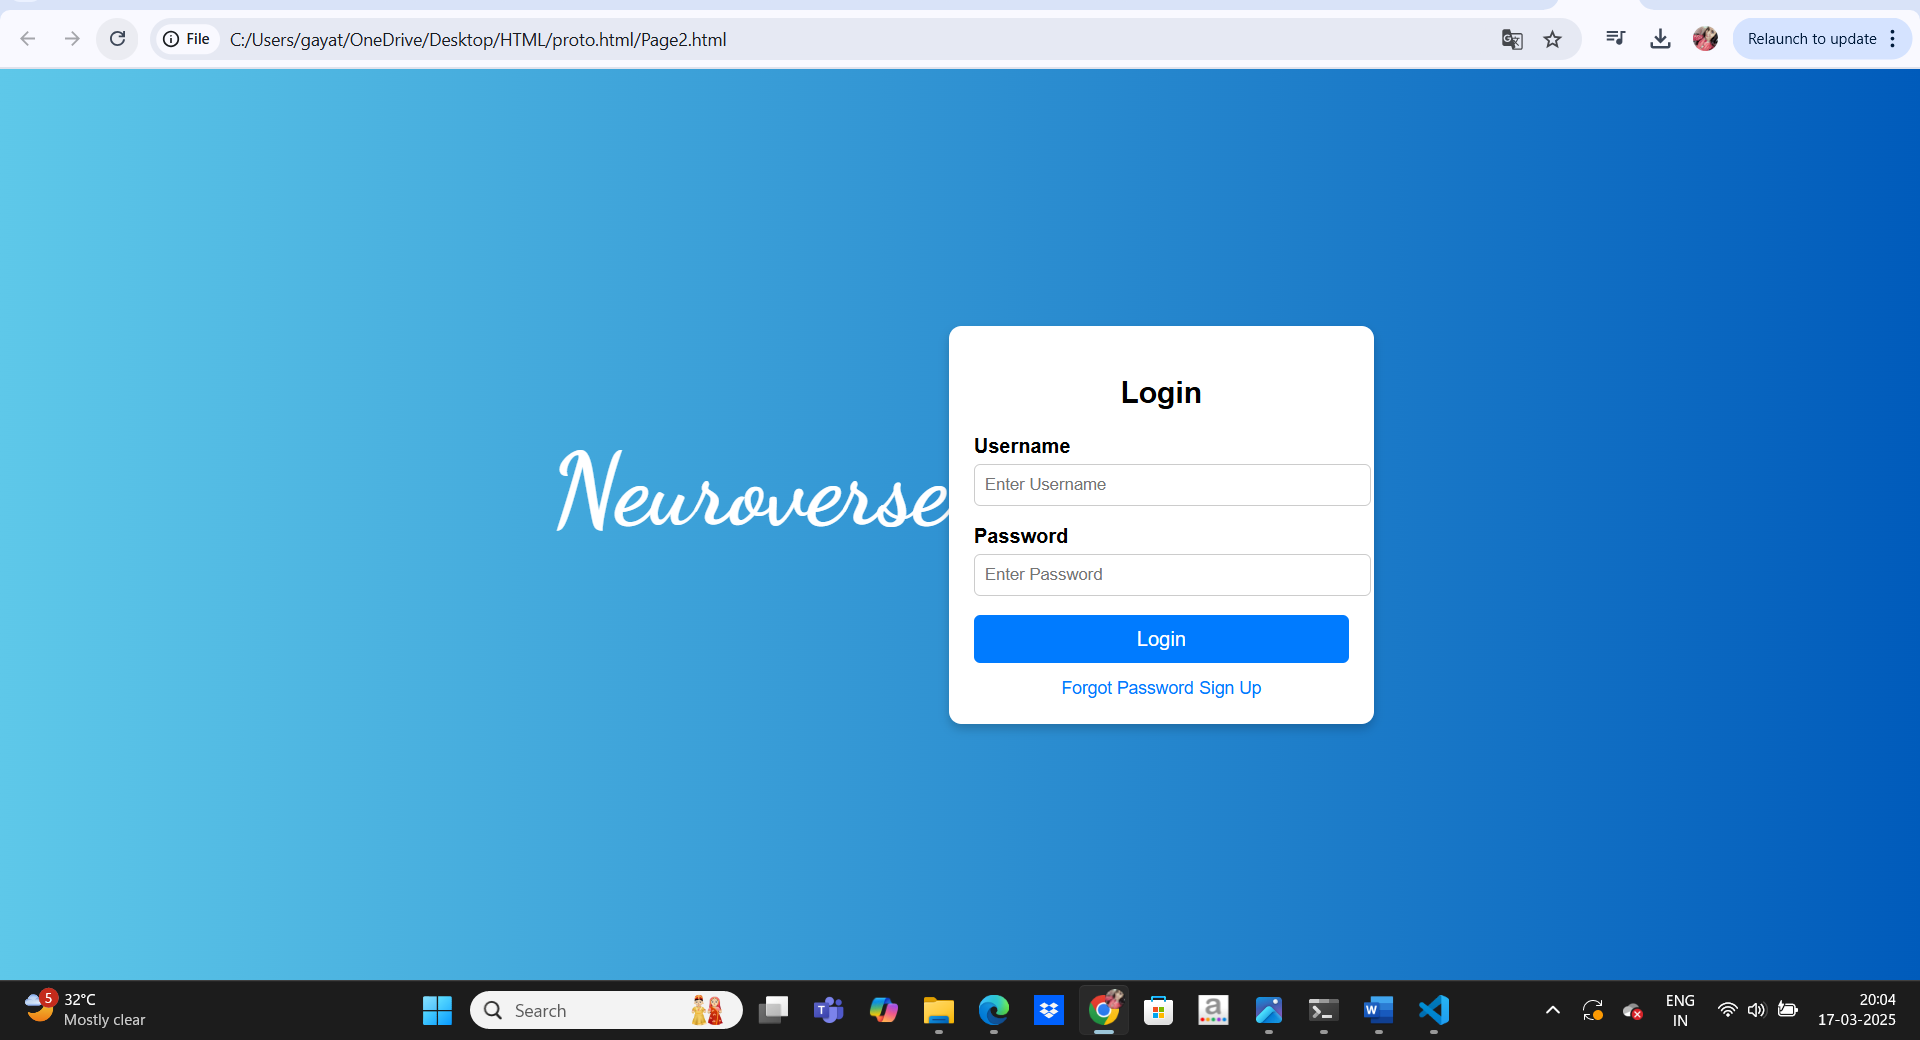 File
C:/Users/gayat/OneDrive/Desktop/HTML/proto.html/Page2.html
Relaunch to update
Neuroverse
Login
Username
Enter Username
Password
Enter Password
Login
Forgot Password Sign Up
5
32°C
Mostly clear
Search
ENG
IN
20:04
17-03-2025